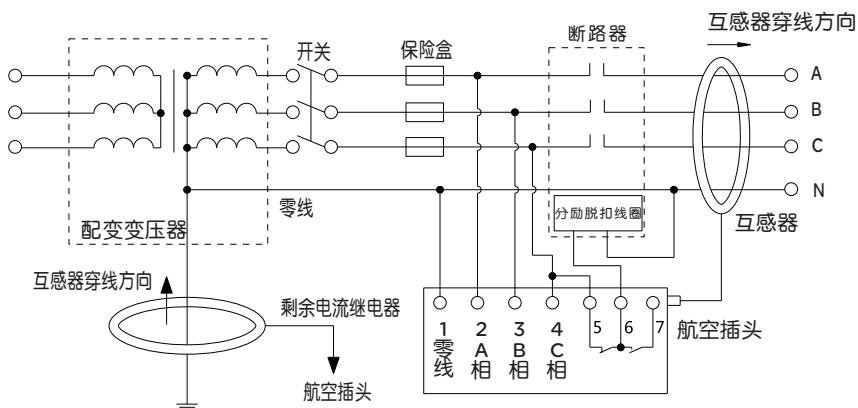 互感器穿线方向
断路器
开关
保险盒
A
B
C
N
零线
分励脱扣线圈
互感器
配变变压器
互感器穿线方向
剩余电流继电器
航空插头
1
2
3
4
5
6
7
零线
A相
B相
C相
航空插头